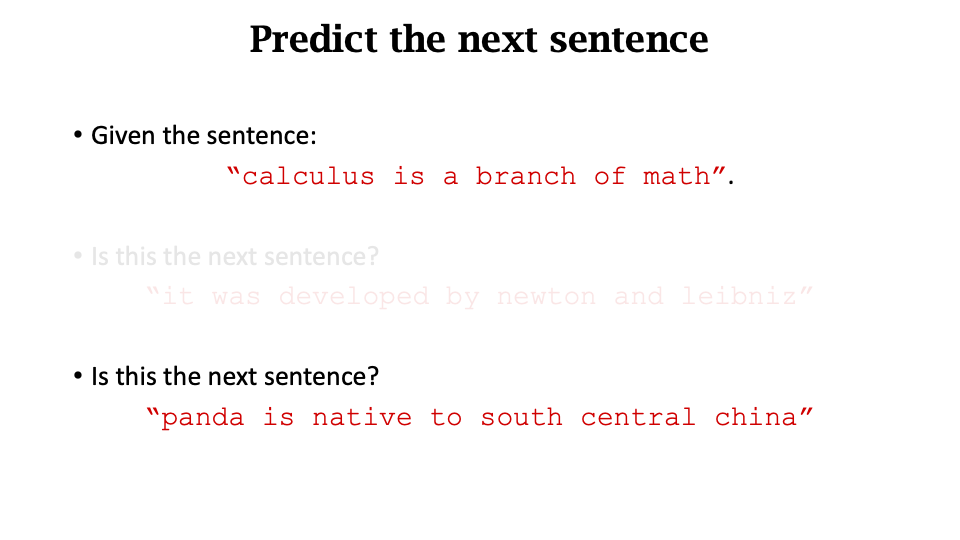 Predict the next sentence
• Given the sentence:
“calculus is a branch of math”.
• Is this the next sentence?
“it was developed by newton and leibniz”
• Is this the next sentence?
“panda is native to south central china”